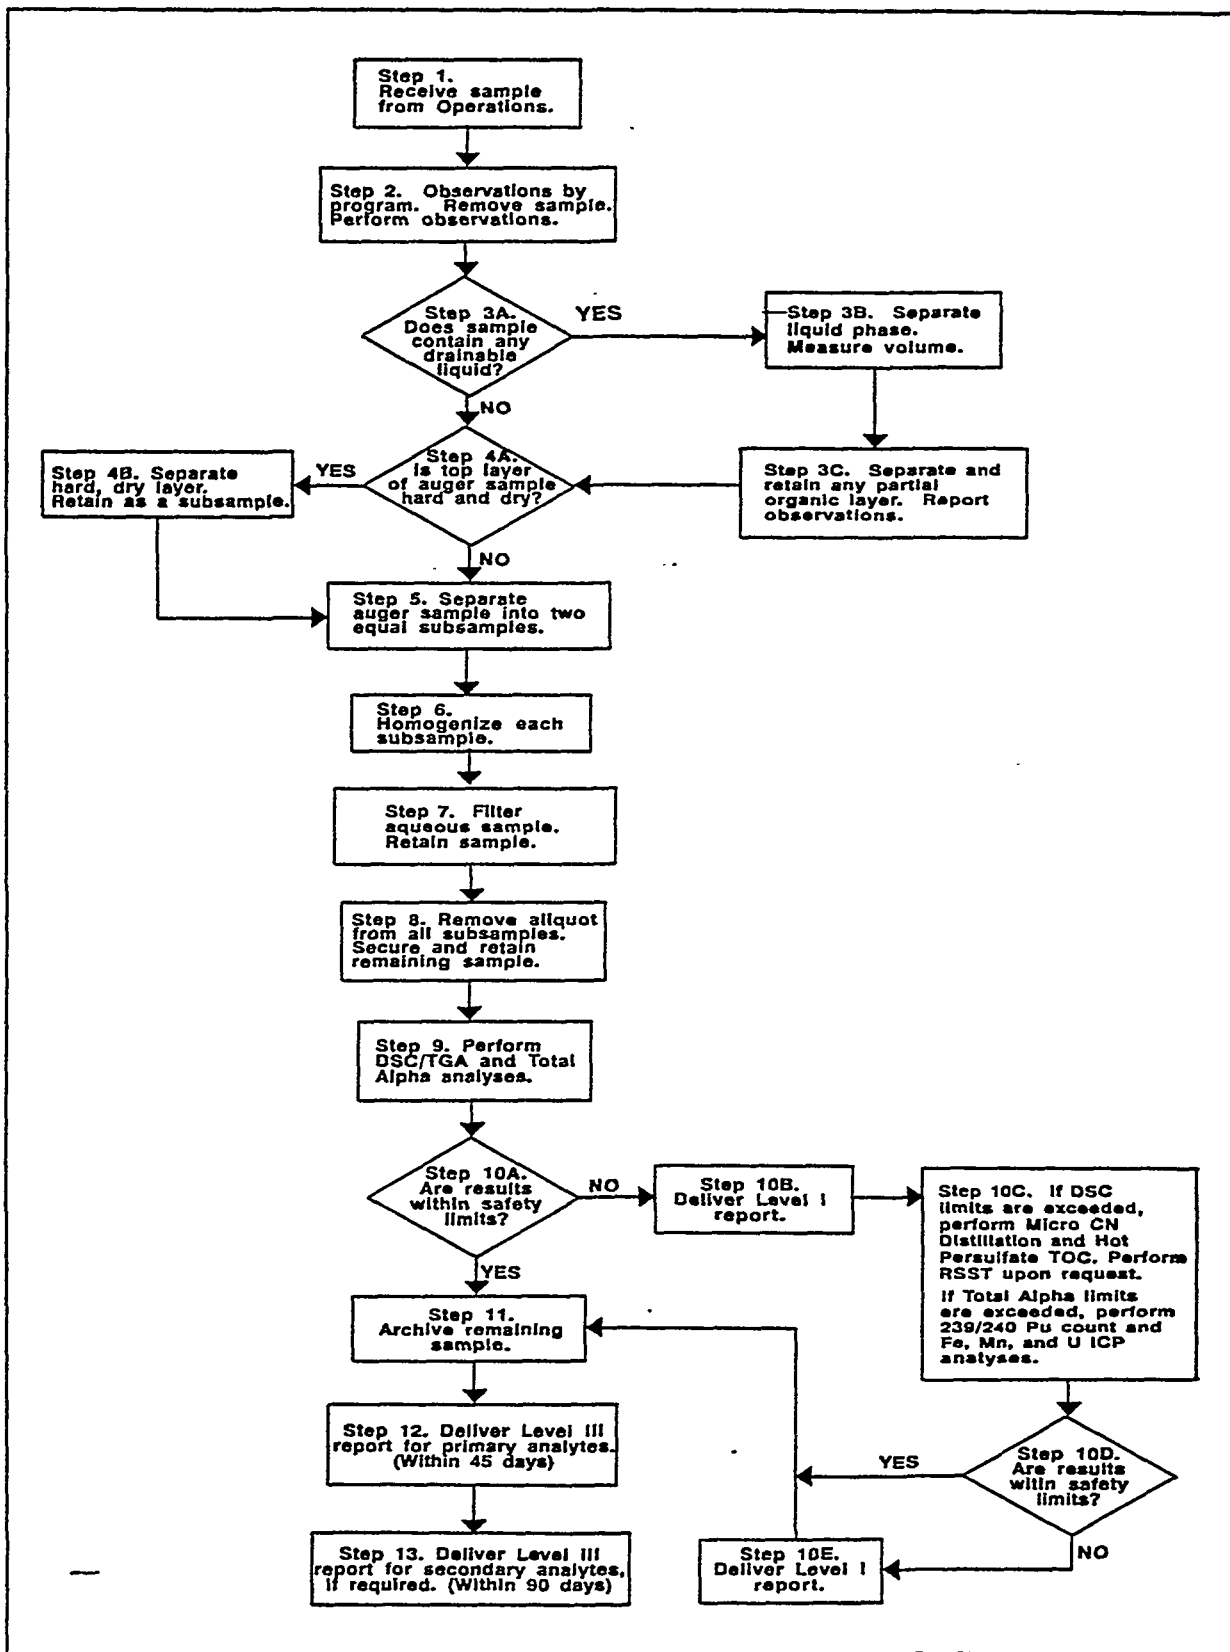 Step 1.
Receive sample
from Operations.
Step 2. Observations by
program. Remove sample.
Perform observations.
Step 3A.
Does sample
contain any
drainable
liquid?
YES
Step 3B. Separate
liquid phase.
Measure volume.
NO
Step 4A.
Is top layer
of auger sample
hard and dry?
YES
Step 4B. Separate
hard, dry layer.
Retain as a subsample.
Step 3C. Separate and
retain any partial
organic layer. Report
observations.
NO
Step 5. Separate
auger sample into two
equal subsamples.
Step 6.
Homogenize each
subsample.
Step 7. Filter
aqueous sample.
Retain sample.
Step 8. Remove aliquot
from all subsamples.
Secure and retain
remaining sample.
Step 9. Perform
DSC/TGA and Total
Alpha analyses.
Step 10A.
Are results
within safety
limits?
NO
Step 10B.
Deliver Level I
report.
Step 10C. If DSC
limits are exceeded,
perform Micro CN
Distillation and Hot
Persulfate TOC. Perform
RSST upon request.
If Total Alpha limits
are exceeded, perform
239/240 Pu count and
Fe, Mn, and U ICP
analyses.
YES
Step 11.
Archive remaining
sample.
Step 12. Deliver Level III
report for primary analytes.
(Within 45 days)
YES
Step 10D.
Are results
witin safety
limits?
NO
Step 10E.
Deliver Level I
report.
Step 13. Deliver Level III
report for secondary analytes,
if required. (Within 90 days)